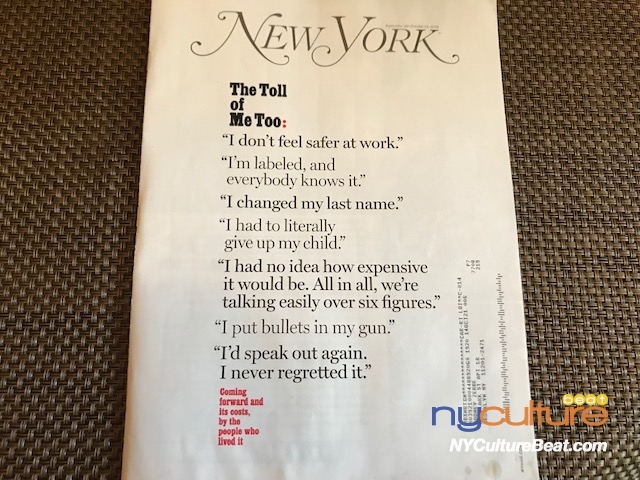 NEW YORK
The Toll
of
Me Too:
“I don’t feel safer at work.”
“I’m labeled, and
everybody knows it.”
“I changed my last name.”
“I had to literally
give up my child.”
“I had no idea how expensive
it would be. All in all, we’re
talking easily over six figures.”
“I put bullets in my gun.”
“I’d speak out again.
I never regretted it.”
Coming
forward and
its costs,
by the
people who
lived it
nyculture beat
NYCultureBeat.com